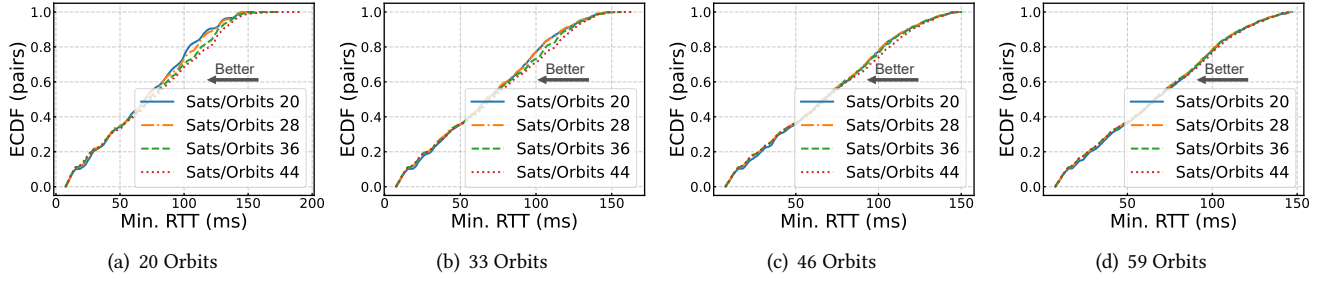 ECDF (pairs)
1.0
0.8
0.6
0.4
0.2
0.0
Better
Sats/Orbits 20
Sats/Orbits 28
Sats/Orbits 36
Sats/Orbits 44
0 50 100 150 200
Min. RTT (ms)
(a) 20 Orbits
ECDF (pairs)
1.0
0.8
0.6
0.4
0.2
0.0
Better
Sats/Orbits 20
Sats/Orbits 28
Sats/Orbits 36
Sats/Orbits 44
50 100 150
Min. RTT (ms)
(b) 33 Orbits
ECDF (pairs)
1.0
0.8
0.6
0.4
0.2
0.0
Better
Sats/Orbits 20
Sats/Orbits 28
Sats/Orbits 36
Sats/Orbits 44
50 100 150
Min. RTT (ms)
(c) 46 Orbits
ECDF (pairs)
1.0
0.8
0.6
0.4
0.2
0.0
Better
Sats/Orbits 20
Sats/Orbits 28
Sats/Orbits 36
Sats/Orbits 44
50 100 150
Min. RTT (ms)
(d) 59 Orbits